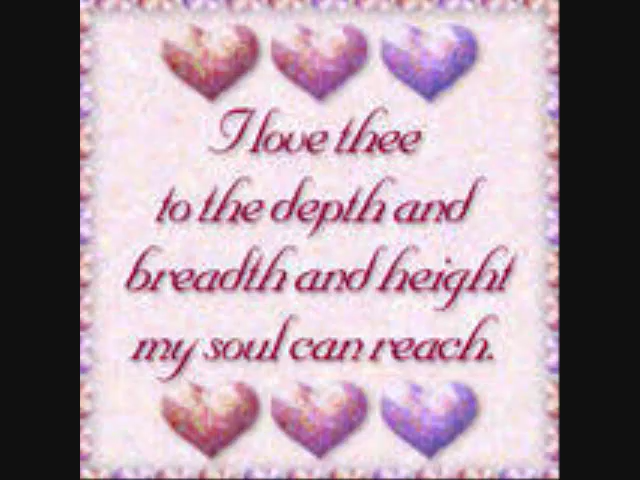 I love thee
to the depth and
breadth and height
my soul can reach.